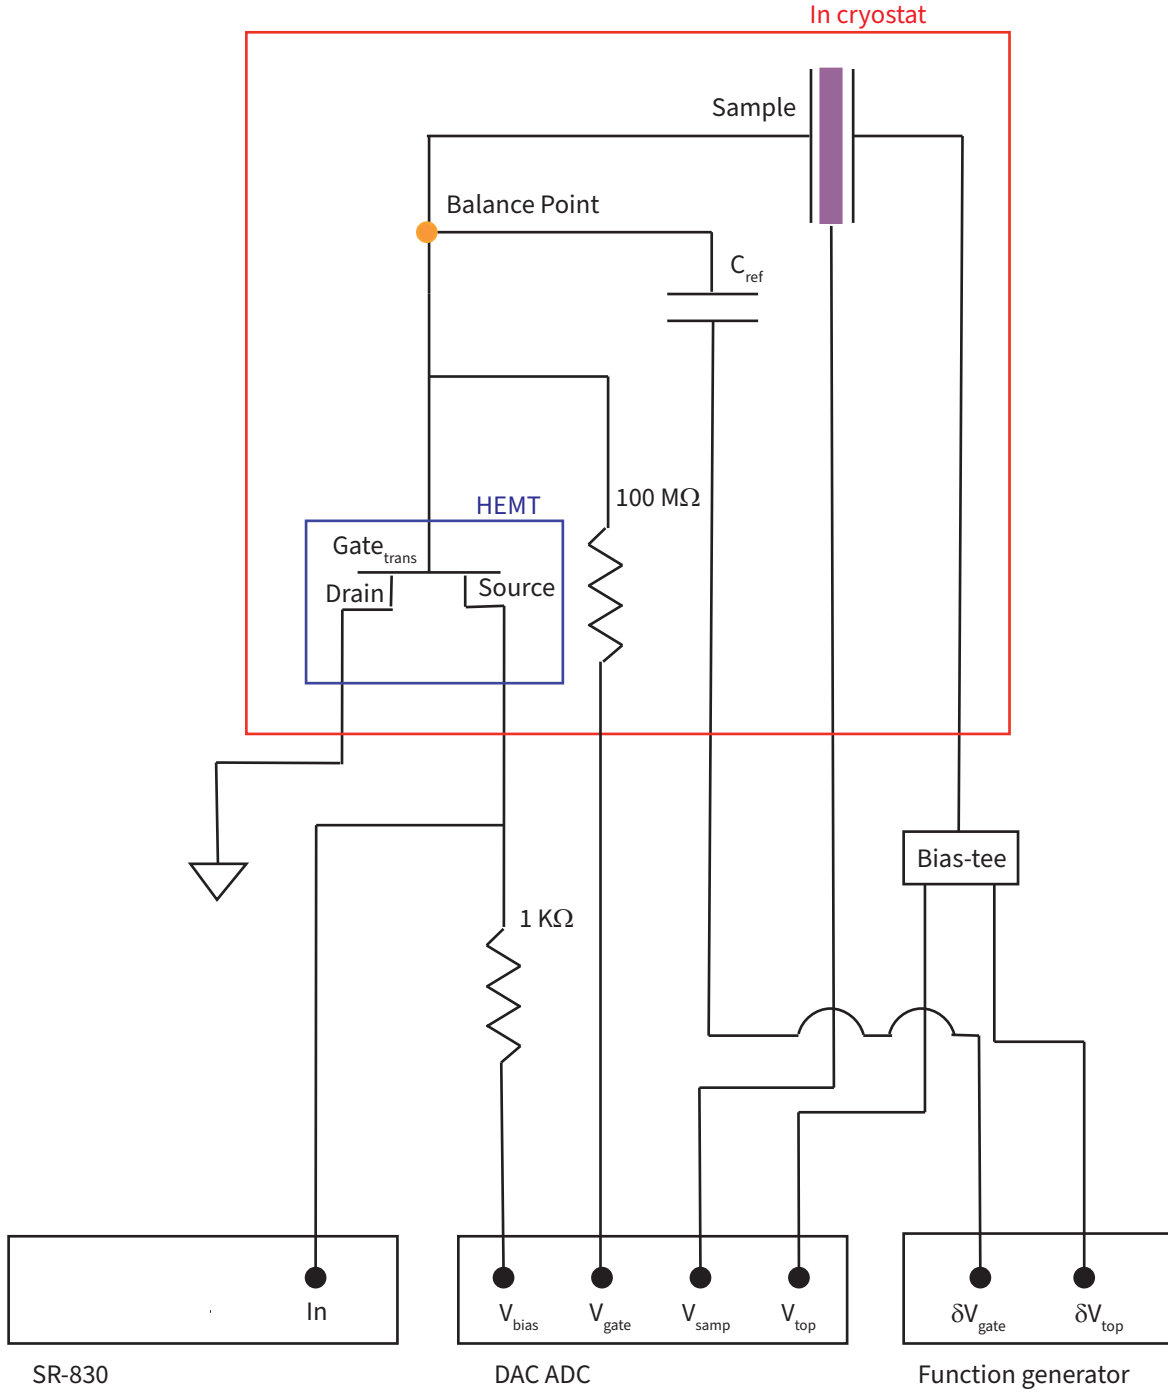 In cryostat
Sample
Balance Point
C_ref
100 MΩ
HEMT
Gate_trans
Drain
Source
Bias-tee
1 KΩ
In
V_bias
V_gate
V_samp
V_top
δV_gate
δV_top
SR-830
DAC ADC
Function generator